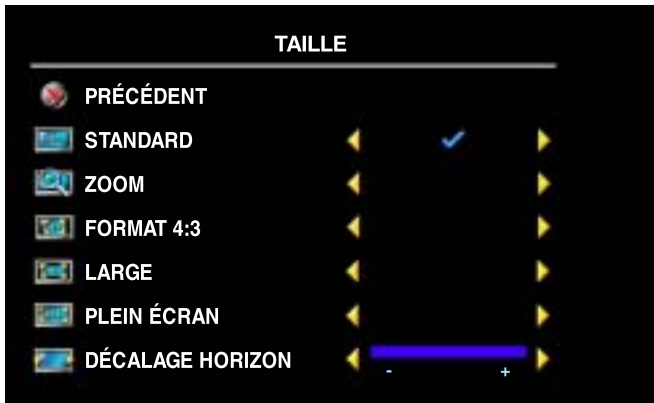 TAILLE
PRÉCÉDENT
STANDARD
ZOOM
FORMAT 4:3
LARGE
PLEIN ÉCRAN
DÉCALAGE HORIZON
- +